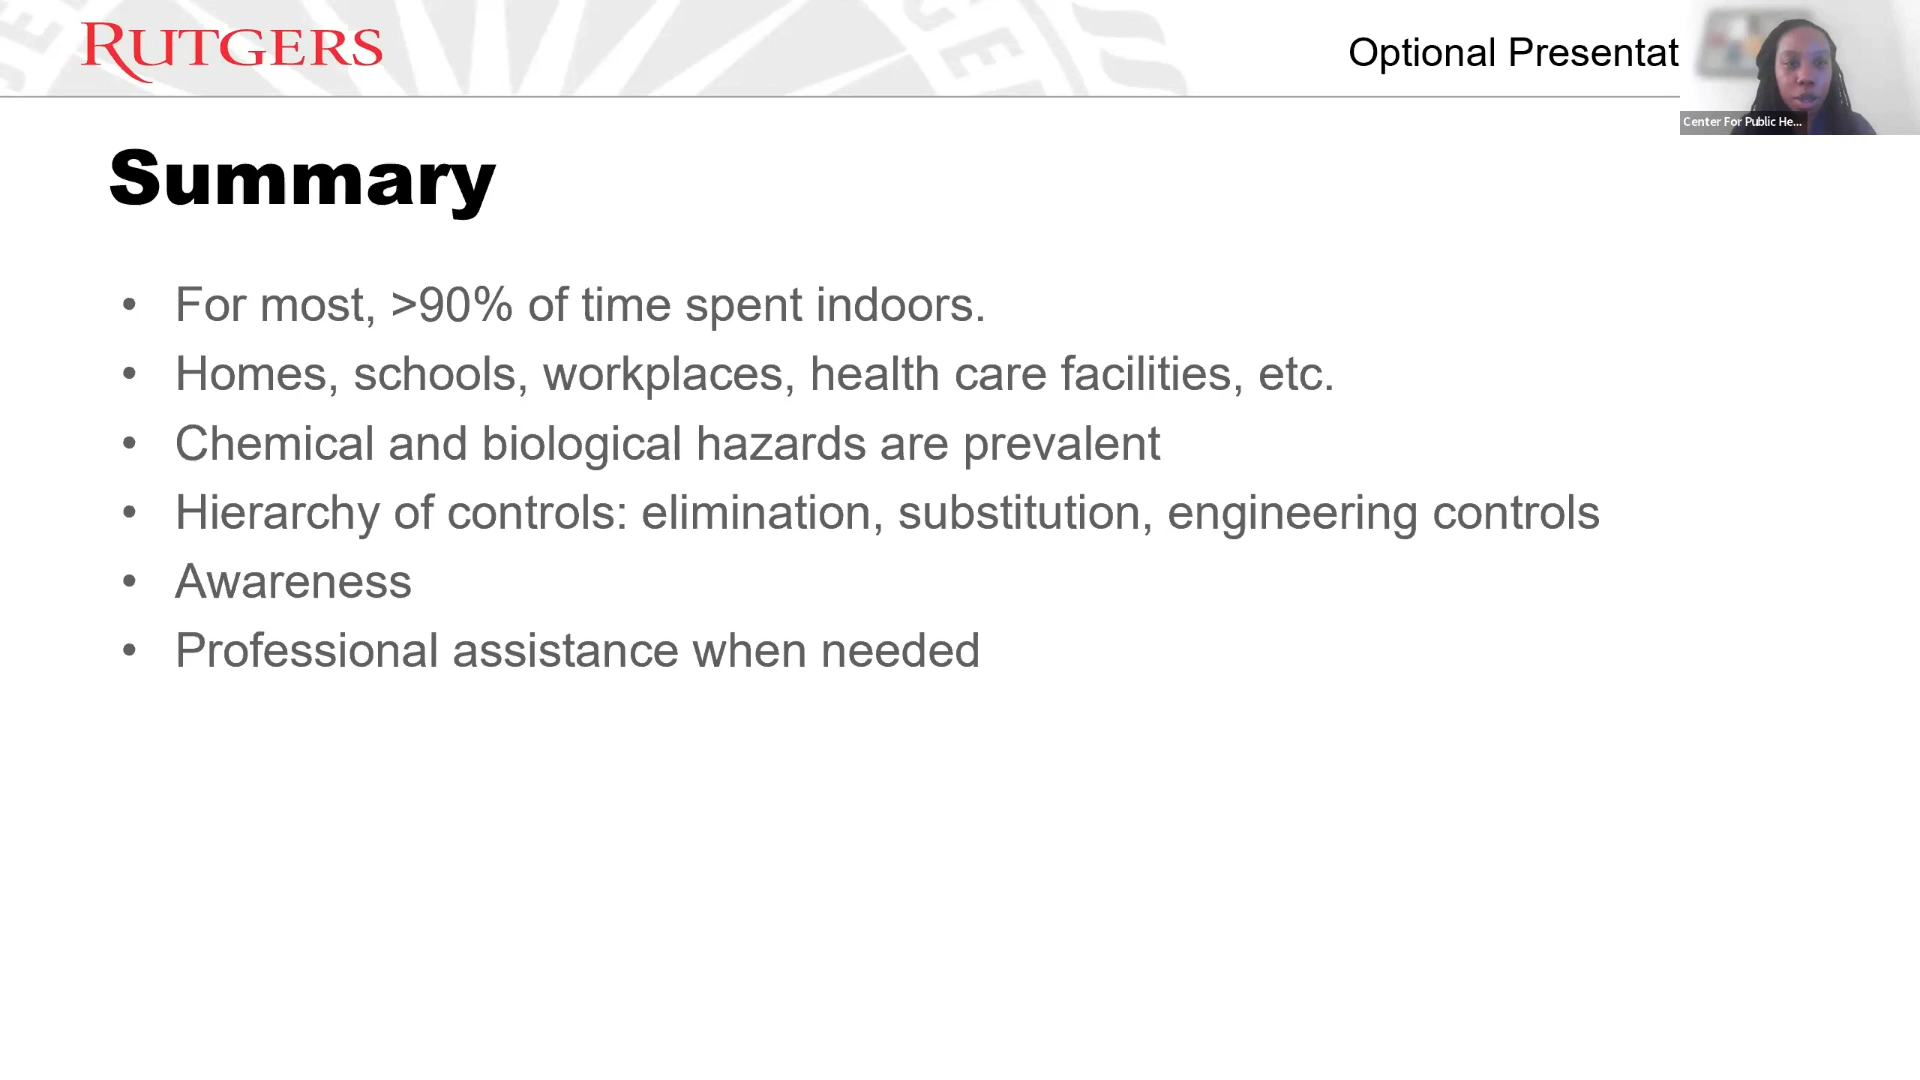 RUTGERS
Optional Presentat
Center For Public He...
Summary
• For most, >90% of time spent indoors.
• Homes, schools, workplaces, health care facilities, etc.
• Chemical and biological hazards are prevalent
• Hierarchy of controls: elimination, substitution, engineering controls
• Awareness
• Professional assistance when needed